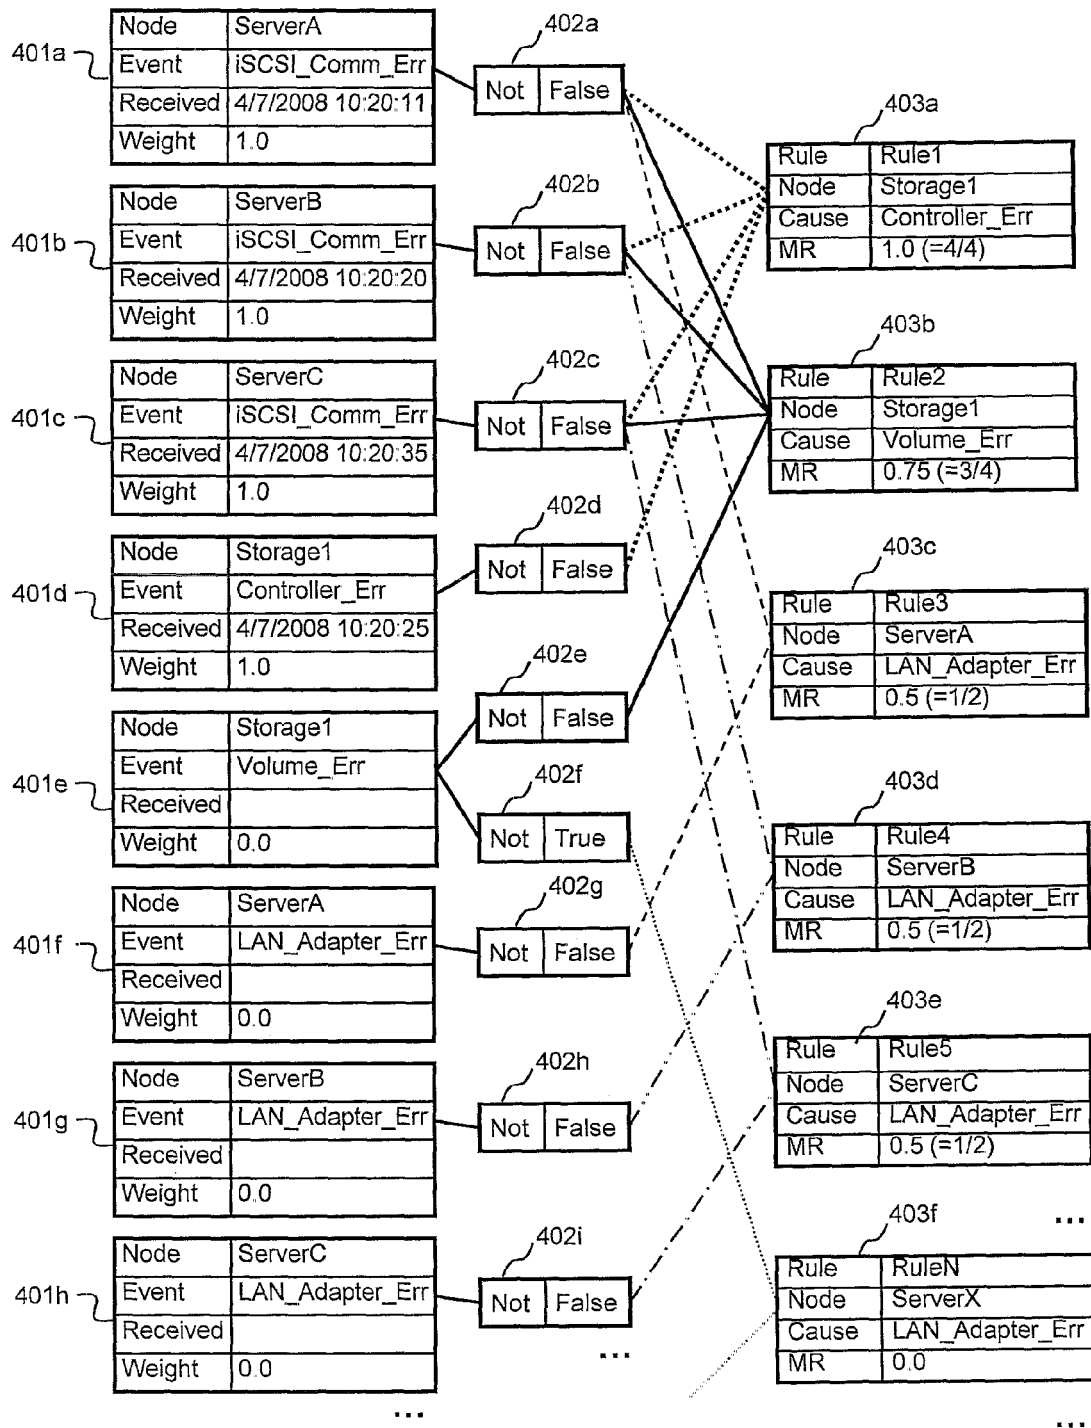 401a
Node ServerA
Event iSCSI_Comm_Err
Received 4/7/2008 10:20:11
Weight 1.0
402a
Not False
401b
Node ServerB
Event iSCSI_Comm_Err
Received 4/7/2008 10:20:20
Weight 1.0
402b
Not False
401c
Node ServerC
Event iSCSI_Comm_Err
Received 4/7/2008 10:20:35
Weight 1.0
402c
Not False
401d
Node Storage1
Event Controller_Err
Received 4/7/2008 10:20:25
Weight 1.0
402d
Not False
401e
Node Storage1
Event Volume_Err
Received
Weight 0.0
402e
Not False
402f
Not True
401f
Node ServerA
Event LAN_Adapter_Err
Received
Weight 0.0
402g
Not False
401g
Node ServerB
Event LAN_Adapter_Err
Received
Weight 0.0
402h
Not False
401h
Node ServerC
Event LAN_Adapter_Err
Received
Weight 0.0
402i
Not False
...
...
403a
Rule Rule1
Node Storage1
Cause Controller_Err
MR 1.0 (=4/4)
403b
Rule Rule2
Node Storage1
Cause Volume_Err
MR 0.75 (=3/4)
403c
Rule Rule3
Node ServerA
Cause LAN_Adapter_Err
MR 0.5 (=1/2)
403d
Rule Rule4
Node ServerB
Cause LAN_Adapter_Err
MR 0.5 (=1/2)
403e
Rule Rule5
Node ServerC
Cause LAN_Adapter_Err
MR 0.5 (=1/2)
...
403f
Rule RuleN
Node ServerX
Cause LAN_Adapter_Err
MR 0.0
...